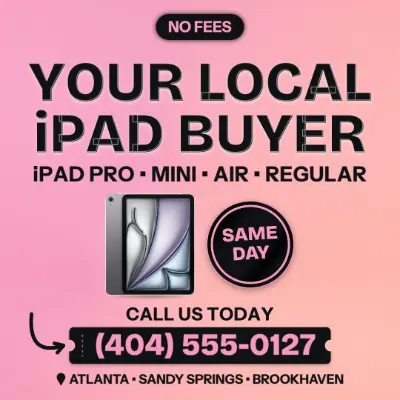 NO FEES
YOUR LOCAL
iPAD BUYER
iPAD PRO • MINI • AIR • REGULAR
SAME
DAY
CALL US TODAY
(404) 555-0127
ATLANTA • SANDY SPRINGS • BROOKHAVEN